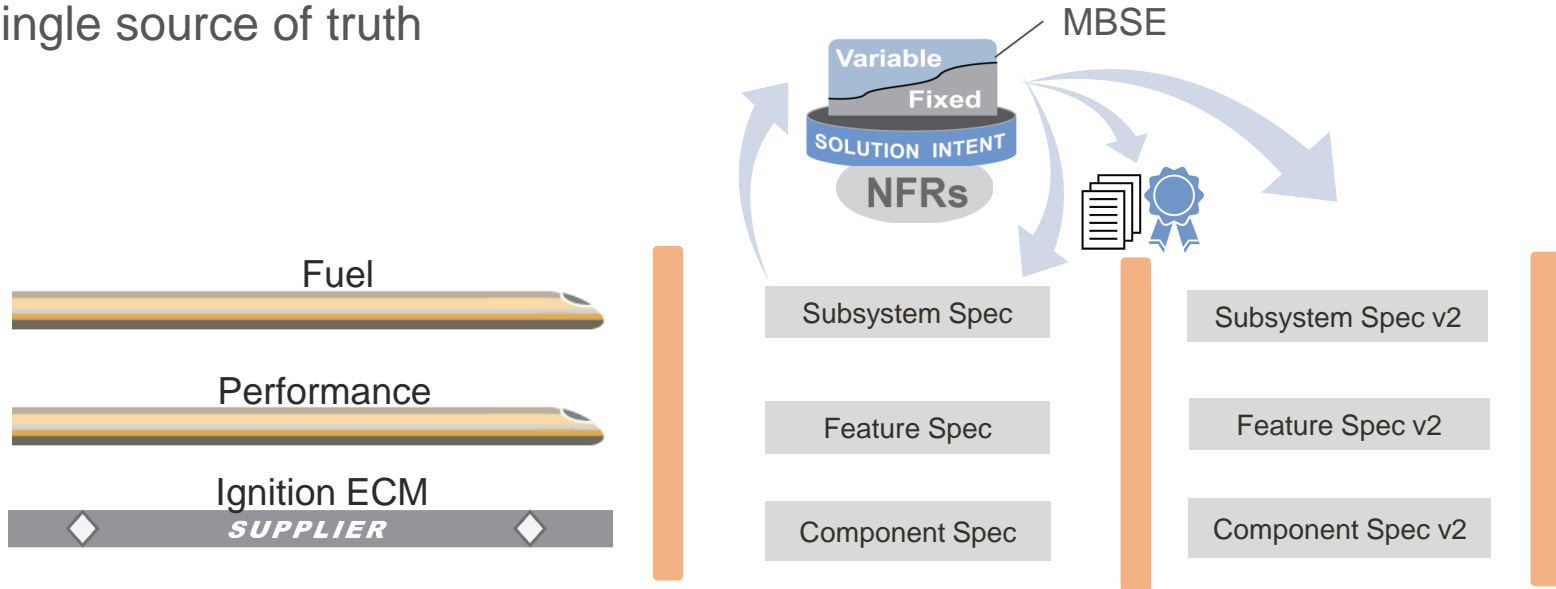 ingle source of truth
MBSE
Variable
Fixed
SOLUTION INTENT
NFRs
Fuel
Performance
Ignition ECM
SUPPLIER
Subsystem Spec
Feature Spec
Component Spec
Subsystem Spec v2
Feature Spec v2
Component Spec v2